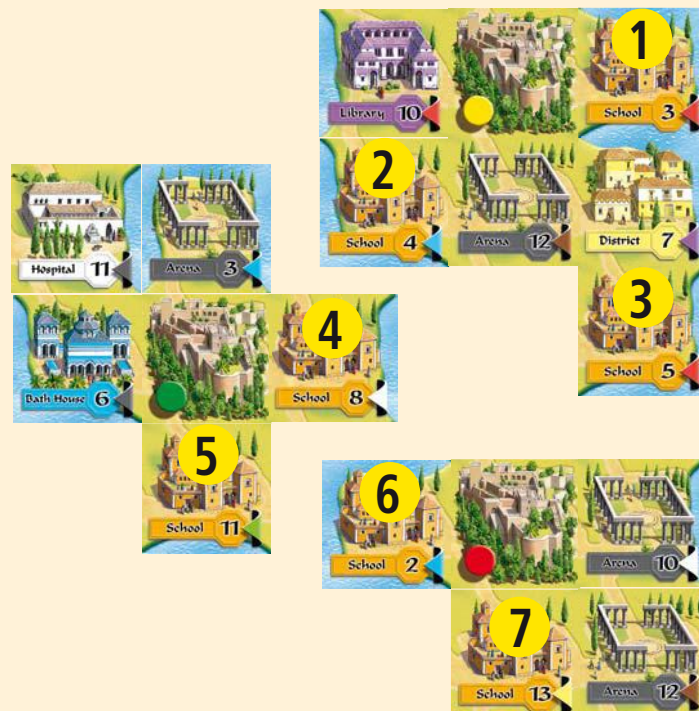 1
Library 10
School 3
2
School 4
Arena 12
District 7
Hospital 11
Arena 3
3
School 5
4
Bath House 6
School 8
5
School 11
6
School 2
Arena 10
7
School 13
Arena 12